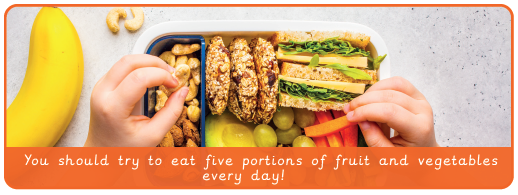 You should try to eat five portions of fruit and vegetables
every day!